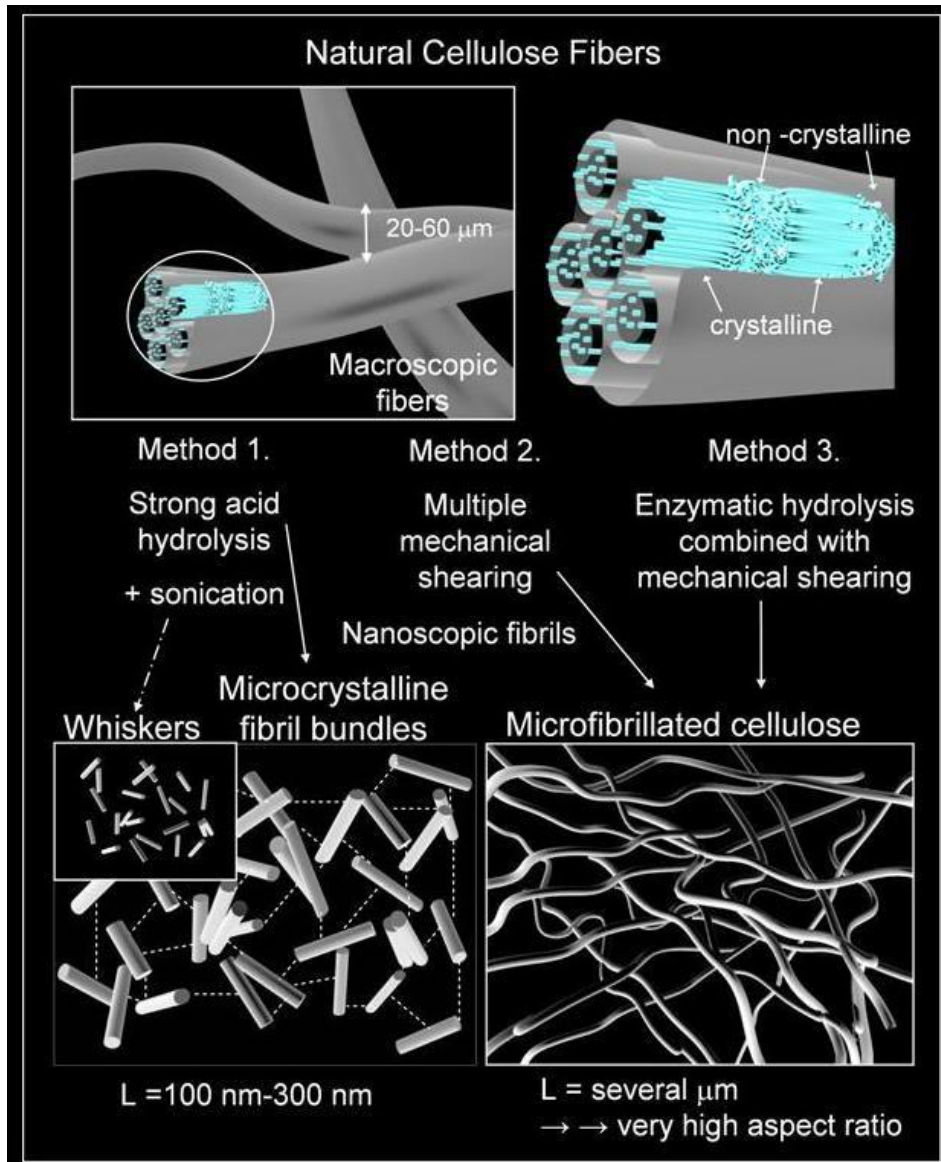 Natural Cellulose Fibers
20-60 μm
Macroscopic
fibers
non -crystalline
crystalline
Method 1.
Strong acid
hydrolysis
+ sonication
Method 2.
Multiple
mechanical
shearing
Method 3.
Enzymatic hydrolysis
combined with
mechanical shearing
Nanoscopic fibrils
Whiskers
Microcrystalline
fibril bundles
Microfibrillated cellulose
L =100 nm-300 nm
L = several μm
→ → very high aspect ratio